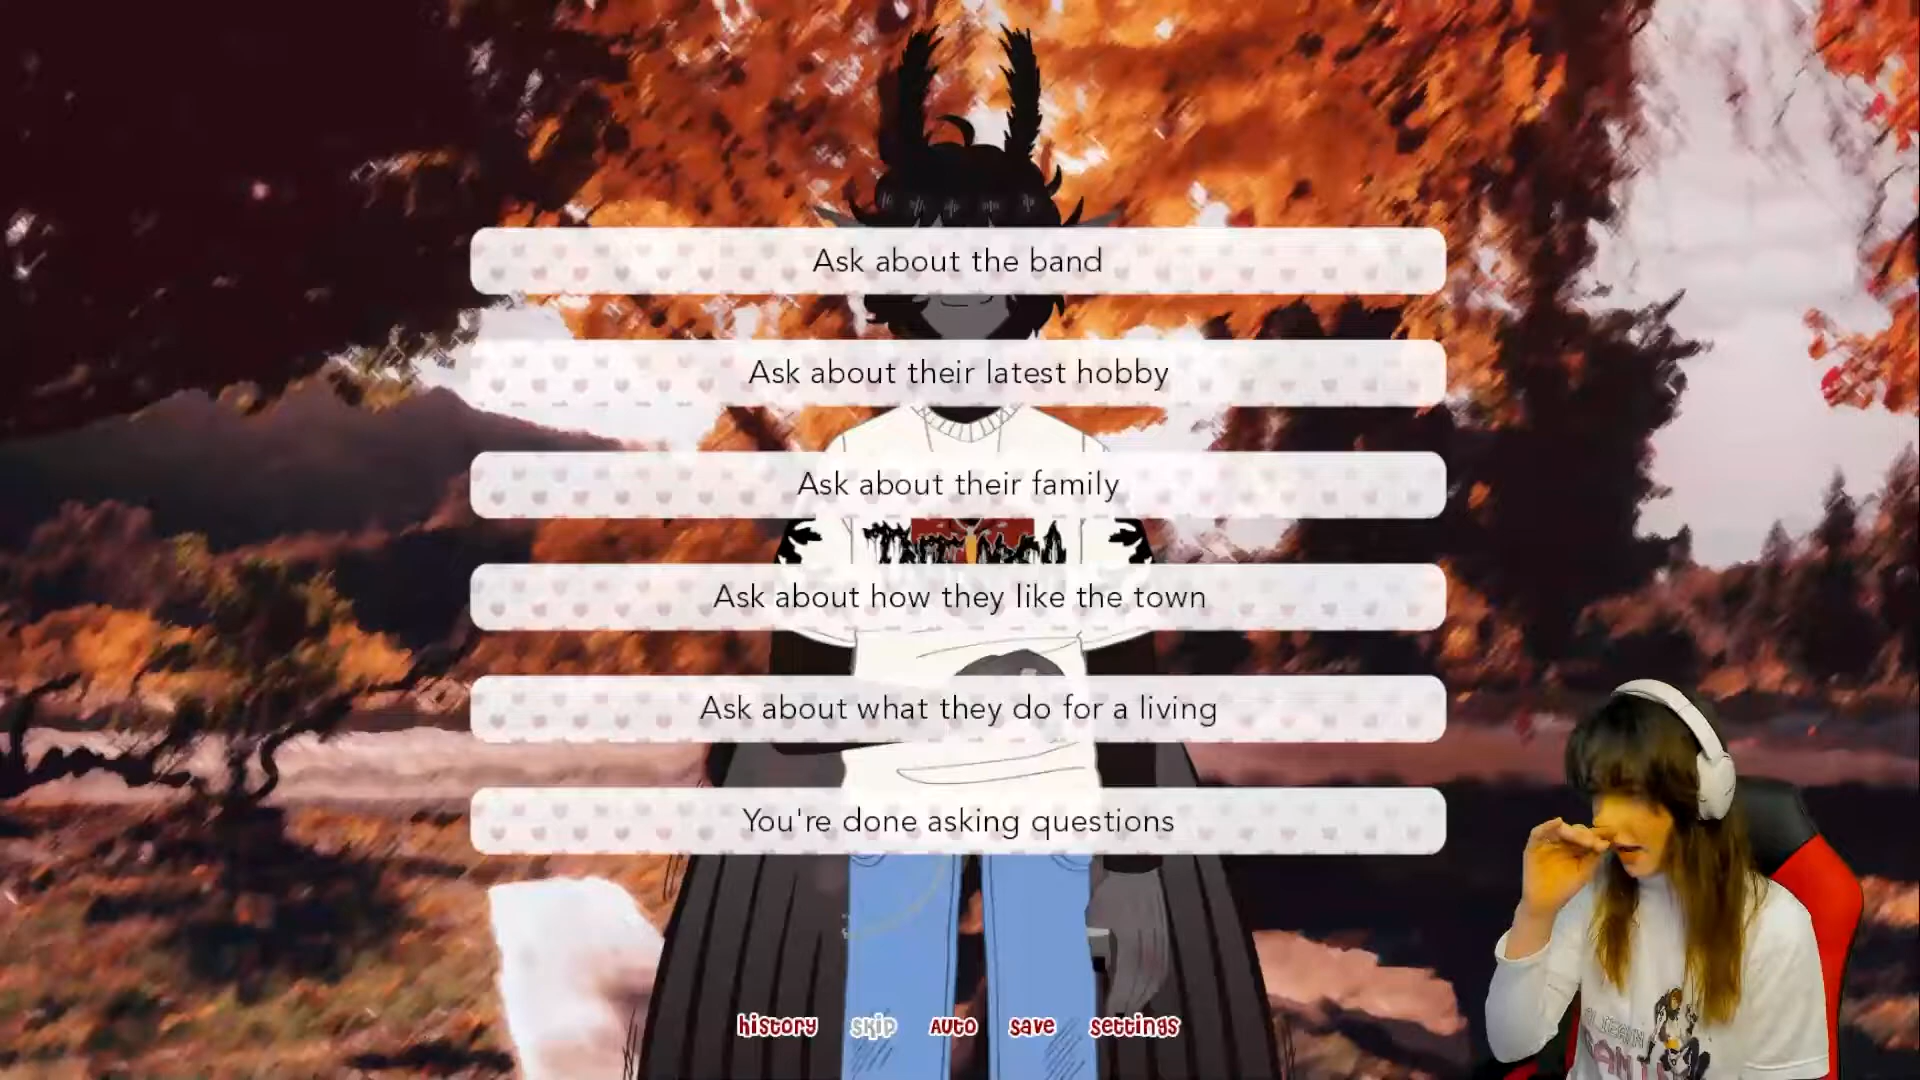 Ask about the band
Ask about their latest hobby
Ask about their family
Ask about how they like the town
Ask about what they do for a living
You're done asking questions
history skip AUTO save settings